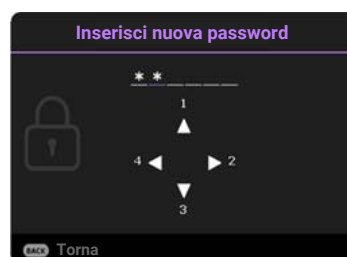 Inserisci nuova password
* * _ _ _ _
1
4 2
3
BACK Torna